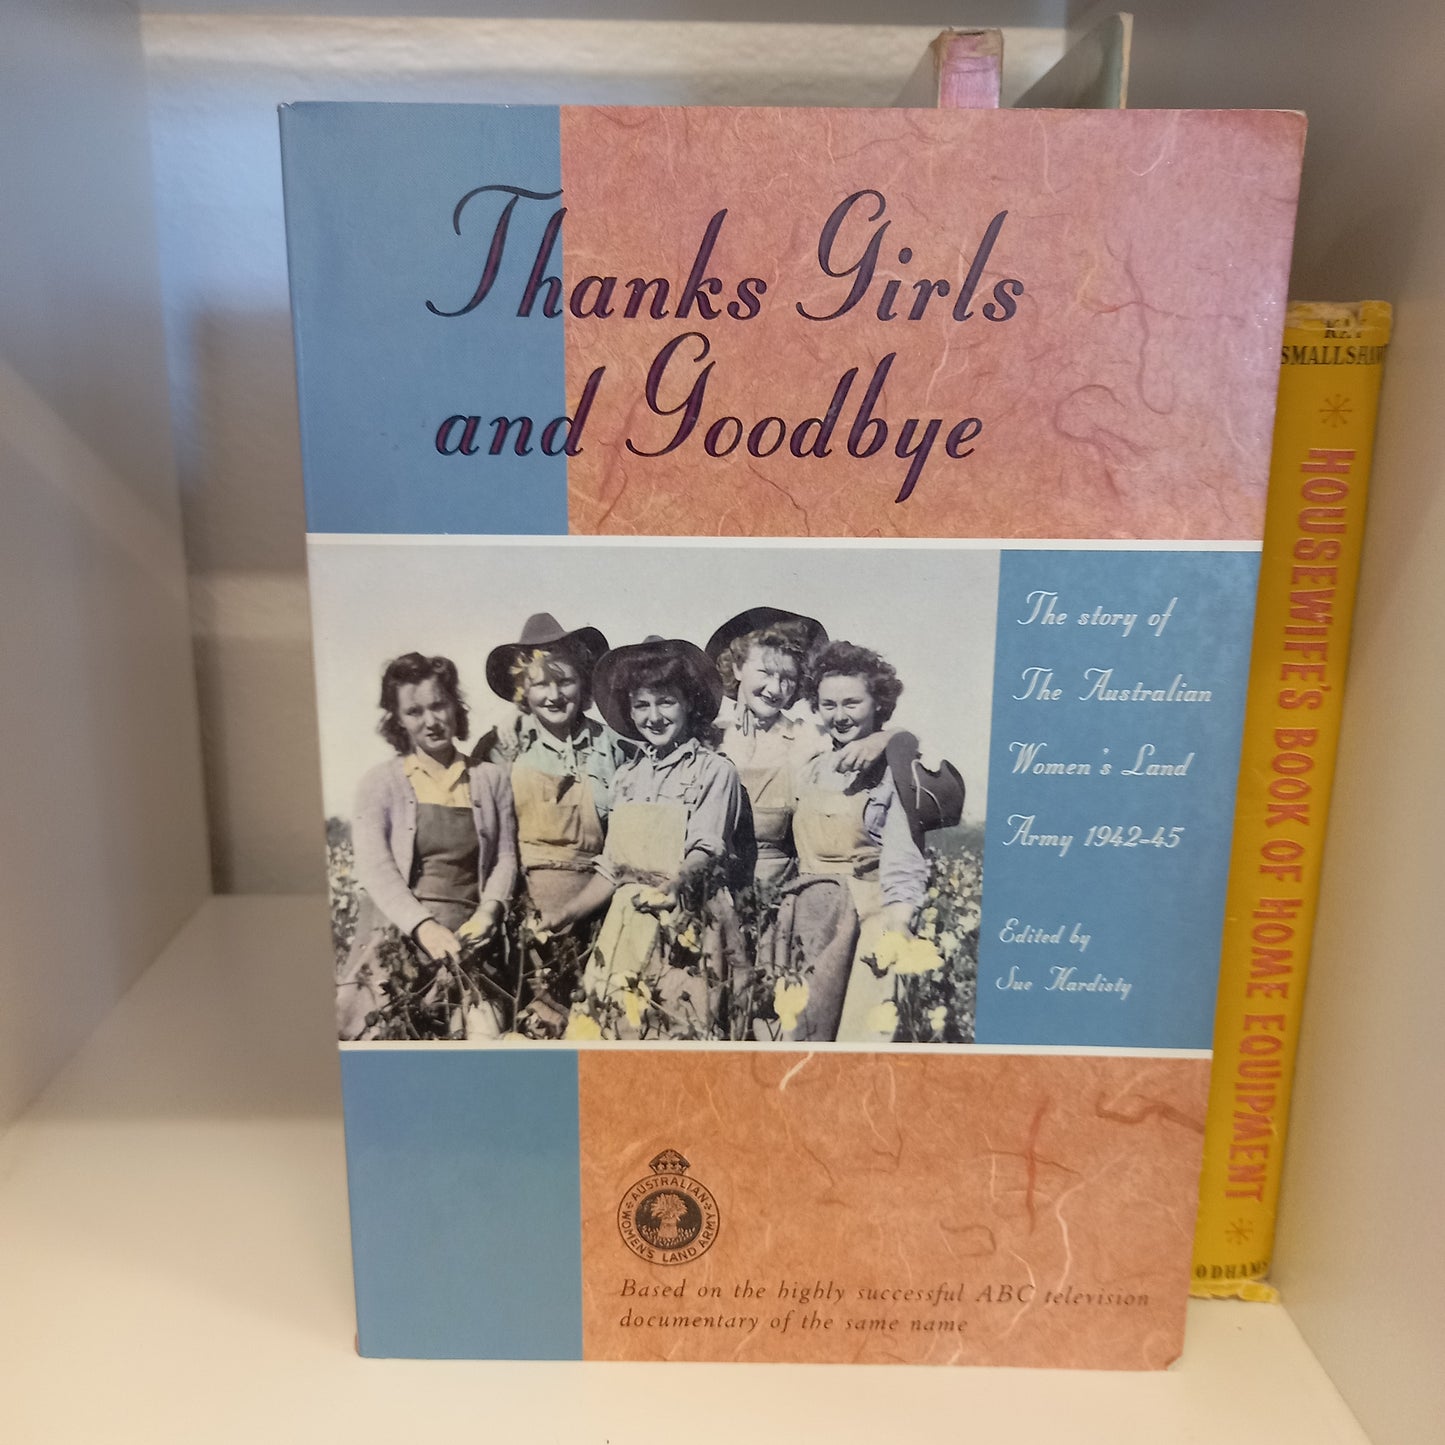 Thanks Girls
and Goodbye
The story of
The Australian
Women's Land
Army 1942-45
Edited by
Sue Hardisty
AUSTRALIAN
WOMEN'S LAND ARMY
Based on the highly successful ABC television
documentary of the same name
KAY
SMALLSHAW
HOUSEWIFE'S BOOK OF HOME EQUIPMENT
ODHAMS